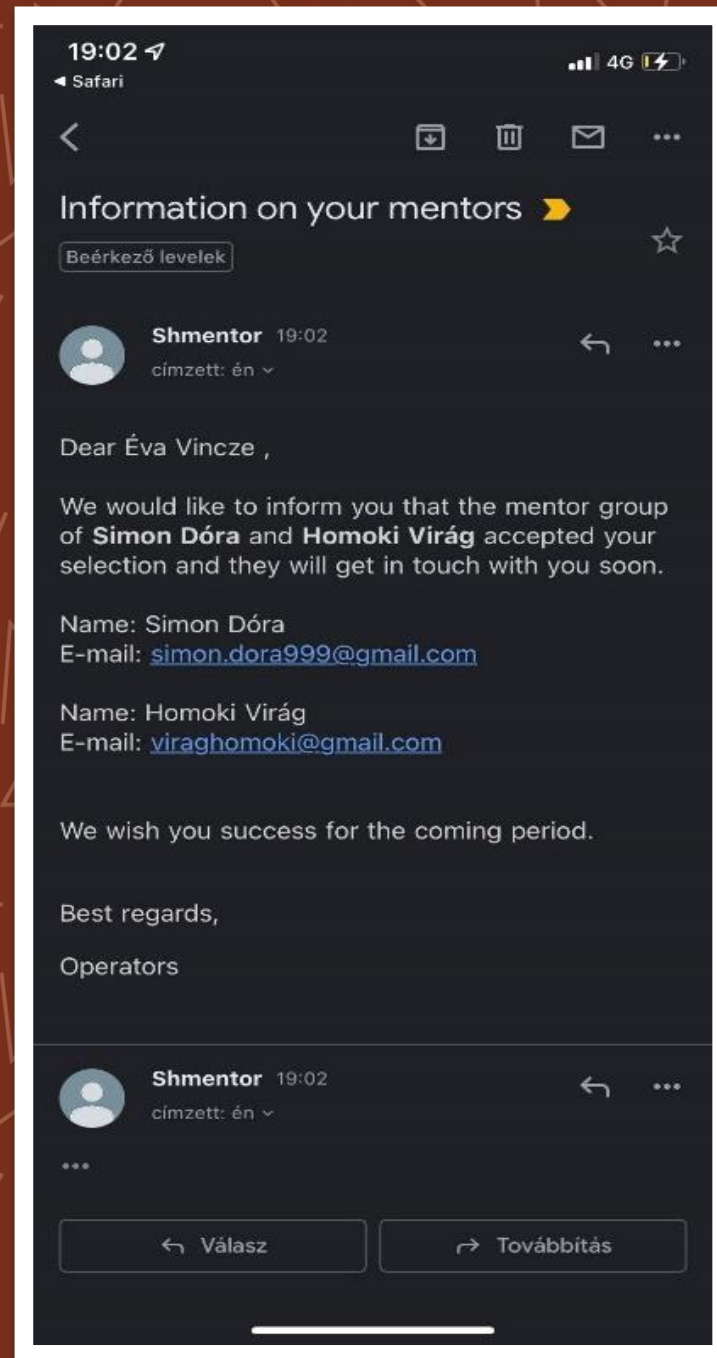 19:02
4G
◄ Safari
Information on your mentors
Beérkező levelek
Shmentor 19:02
címzett: én
Dear Éva Vincze ,
We would like to inform you that the mentor group
of Simon Dóra and Homoki Virág accepted your
selection and they will get in touch with you soon.
Name: Simon Dóra
E-mail: simon.dora999@gmail.com
Name: Homoki Virág
E-mail: viraghomoki@gmail.com
We wish you success for the coming period.
Best regards,
Operators
Shmentor 19:02
címzett: én
Válasz
Továbbítás